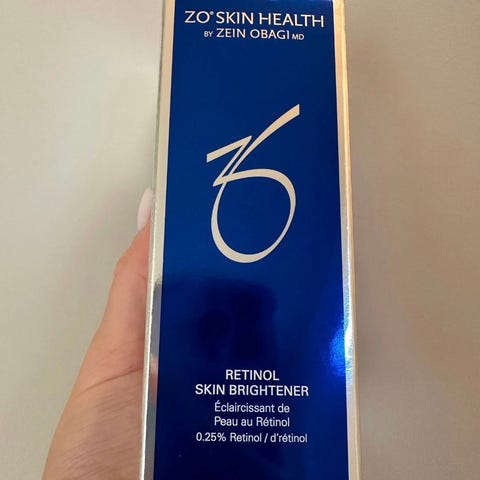 ZO® SKIN HEALTH
BY ZEIN OBAGI MD
RETINOL
SKIN BRIGHTENER
Éclaircissant de
Peau au Rétinol
0.25% Retinol / d'rétinol